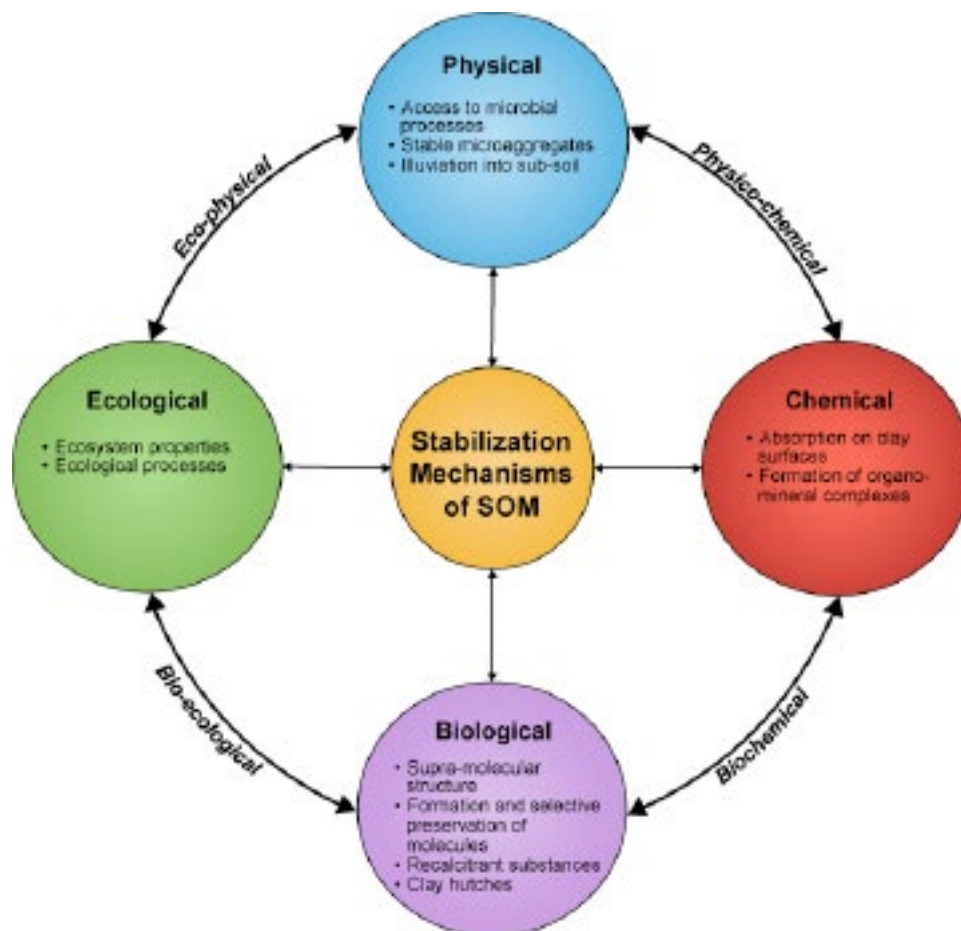 Physical
• Access to microbial
processes
• Stable microaggregates
• Illuviation into sub-soil
Eco-physical
Physico-chemical
Ecological
• Ecosystem properties
• Ecological processes
Stabilization
Mechanisms
of SOM
Chemical
• Absorption on clay
surfaces
• Formation of organo-
mineral complexes
Bio-ecological
Biochemical
Biological
• Supra-molecular
structure
• Formation and selective
preservation of
molecules
• Recalcitrant substances
• Clay hutches